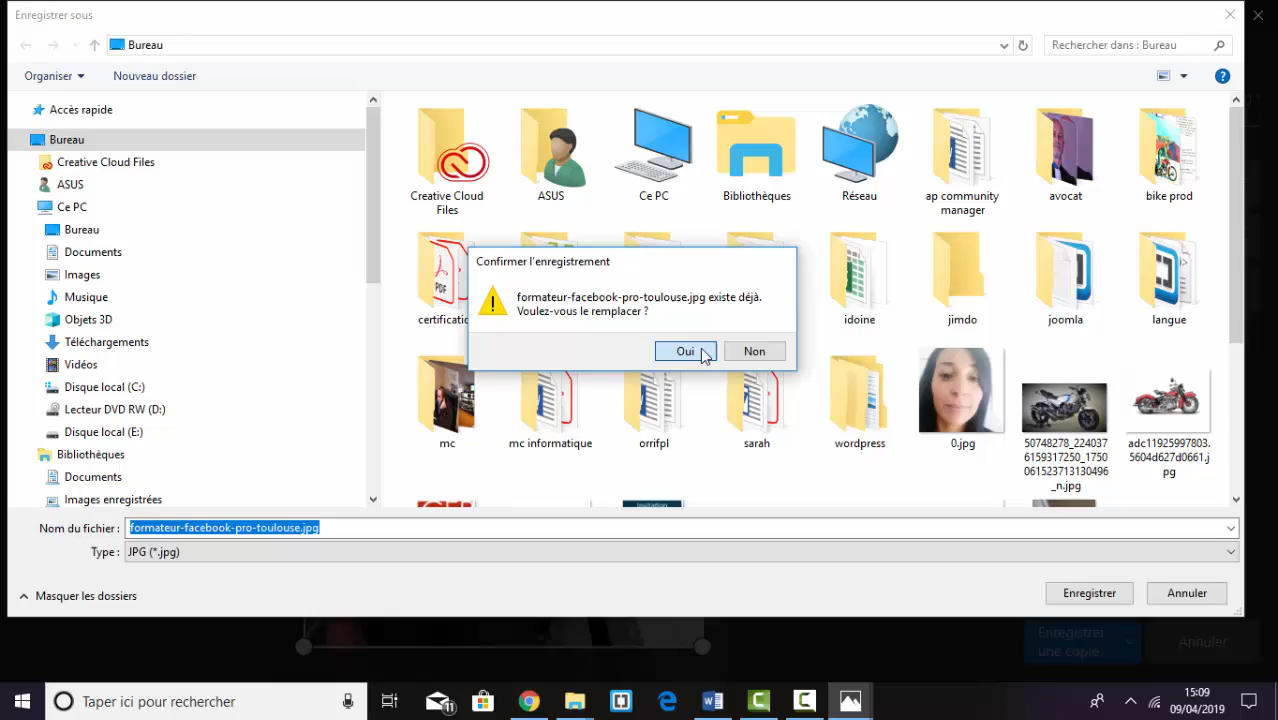 Enregistrer sous
Bureau
Rechercher dans : Bureau
Organiser
Nouveau dossier
Accès rapide
Bureau
Creative Cloud Files
ASUS
Ce PC
Bureau
Documents
Images
Musique
Objets 3D
Téléchargements
Vidéos
Disque local (C:)
Lecteur DVD RW (D:)
Disque local (E:)
Bibliothèques
Documents
Images enregistrées
Creative Cloud
Files
ASUS
Ce PC
Bibliothèques
Réseau
ap community
manager
avocat
bike prod
PDF
idoine
jimdo
joomla
langue
Confirmer l'enregistrement
formateur-facebook-pro-toulouse.jpg existe déjà.
Voulez-vous le remplacer ?
Oui
Non
mc
mc informatique
orrifpl
sarah
wordpress
0.jpg
50748278_224037
6159317250_1750
061523713130496
_n.jpg
adc11925997803.
5604d627d0661.j
pg
Nom du fichier :
formateur-facebook-pro-toulouse.jpg
Type :
JPG (*.jpg)
Masquer les dossiers
Enregistrer
Annuler
Enregistrer
une copie
Annuler
Taper ici pour rechercher
11
15:09
09/04/2019